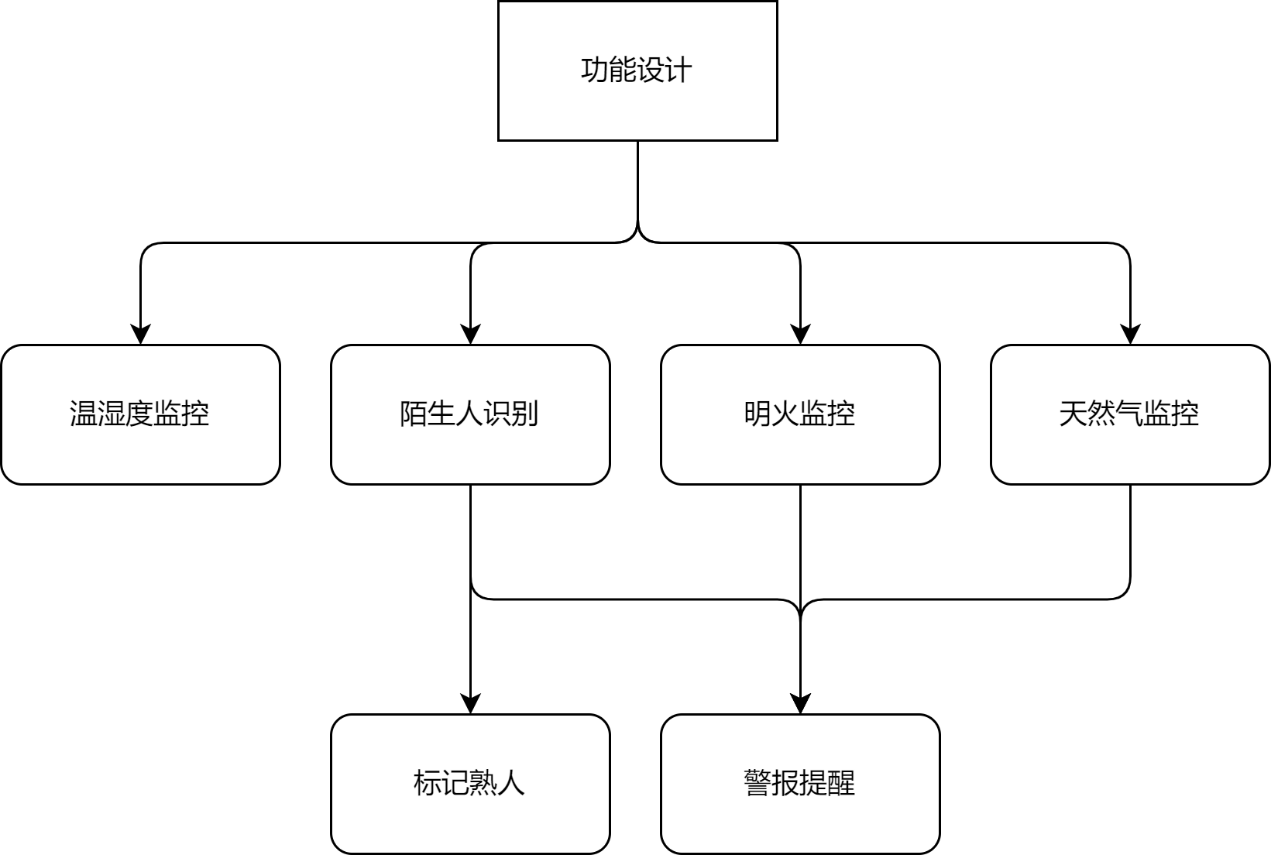 功能设计
温湿度监控
陌生人识别
明火监控
天然气监控
标记熟人
警报提醒